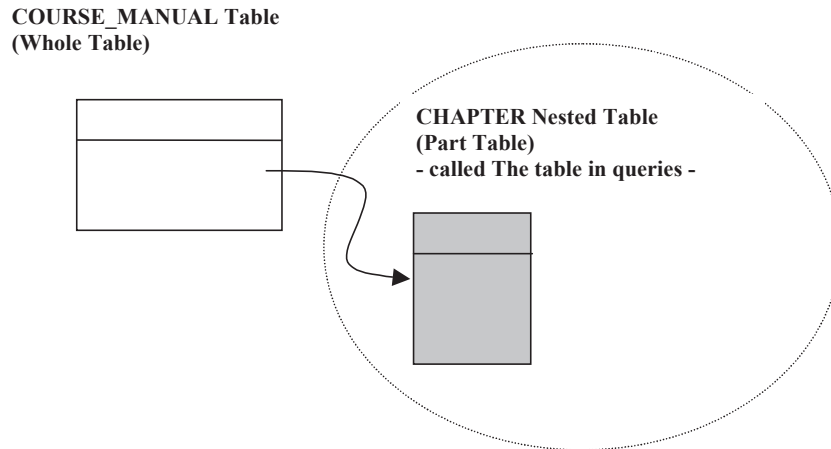 COURSE_MANUAL Table
(Whole Table)
CHAPTER Nested Table
(Part Table)
- called The table in queries -